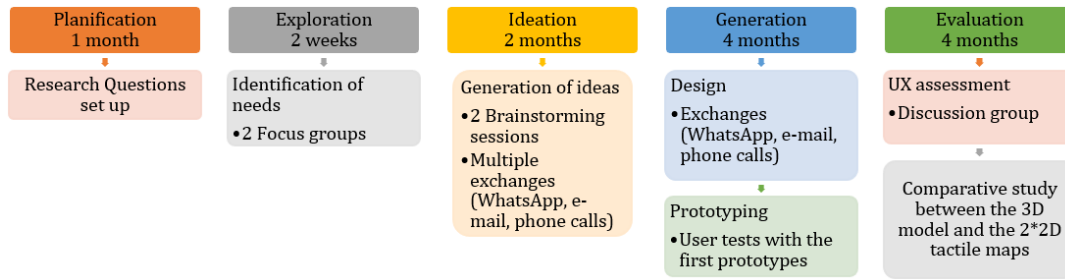 Planification
1 month
Research Questions
set up
Exploration
2 weeks
Identification of
needs
•2 Focus groups
Ideation
2 months
Generation of ideas
•2 Brainstorming
sessions
•Multiple
exchanges
(WhatsApp, e-
mail, phone calls)
Generation
4 months
Design
•Exchanges
(WhatsApp, e-mail,
phone calls)
Prototyping
•User tests with the
first prototypes
Evaluation
4 months
UX assessment
•Discussion group
Comparative study
between the 3D
model and the 2*2D
tactile maps